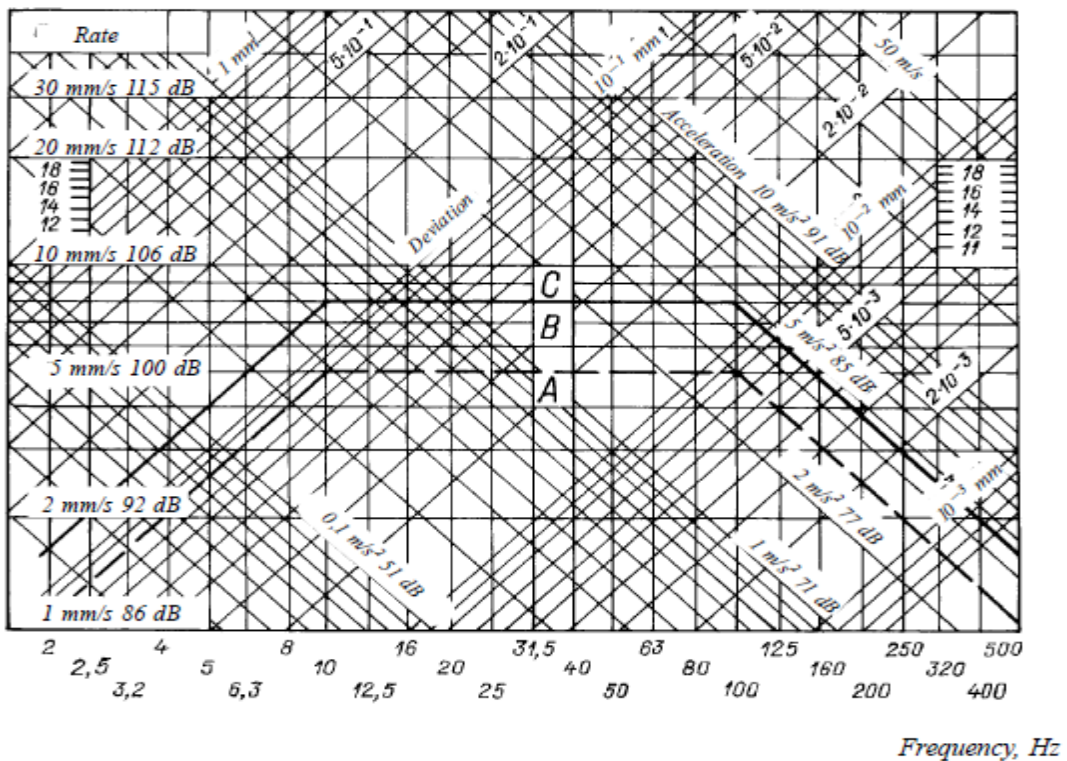 Rate
30 mm/s 115 dB
20 mm/s 112 dB
18
16
14
12
10 mm/s 106 dB
5 mm/s 100 dB
2 mm/s 92 dB
1 mm/s 86 dB
1 mm
5·10⁻¹
2·10⁻¹
10⁻¹ mm
5·10⁻²
50 m/s
2·10⁻²
Acceleration 10 m/s² 91 dB
10⁻² mm
18
16
14
12
11
Deviation
C
B
A
5·10⁻³
5 m/s² 85 dB
2·10⁻³
2 m/s² 77 dB
10⁻³ mm
0,1 m/s² 51 dB
1 m/s² 71 dB
2 4 8 16 31,5 63 125 250 500
2,5 5 10 20 40 80 160 320
3,2 6,3 12,5 25 50 100 200 400
Frequency, Hz